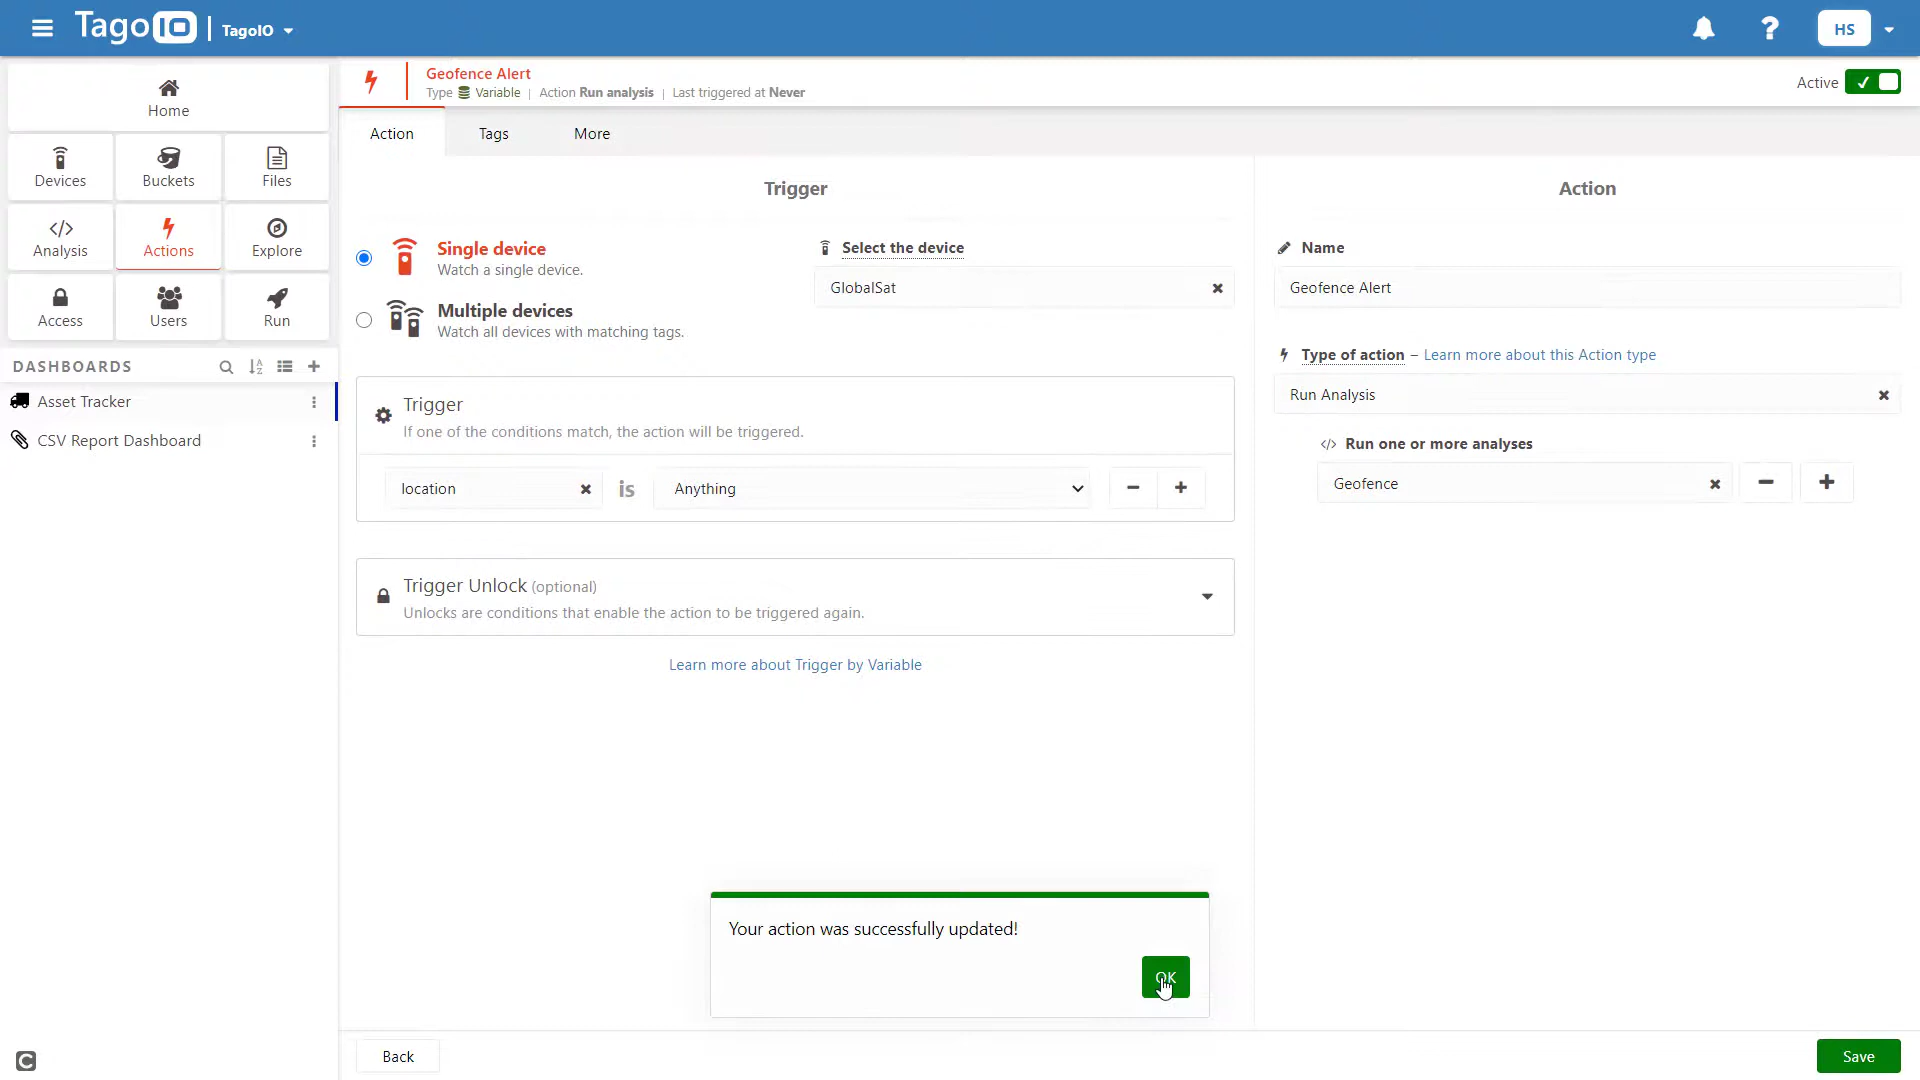 TagoIO | TagoIO
HS
Home
Devices
Buckets
Files
Analysis
Actions
Explore
Access
Users
Run
DASHBOARDS
Asset Tracker
CSV Report Dashboard
Geofence Alert
Type Variable | Action Run analysis | Last triggered at Never
Active
Action
Tags
More
Trigger
Single device
Watch a single device.
Select the device
GlobalSat
Multiple devices
Watch all devices with matching tags.
Trigger
If one of the conditions match, the action will be triggered.
location
is
Anything
Trigger Unlock (optional)
Unlocks are conditions that enable the action to be triggered again.
Learn more about Trigger by Variable
Action
Name
Geofence Alert
Type of action – Learn more about this Action type
Run Analysis
Run one or more analyses
Geofence
Your action was successfully updated!
OK
Back
Save